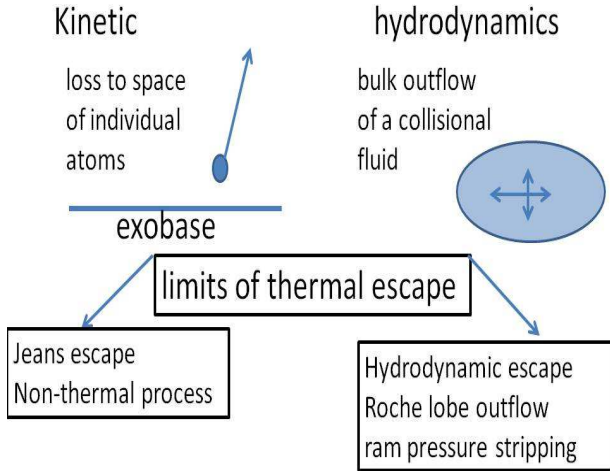 Kinetic
loss to space
of individual
atoms
exobase
hydrodynamics
bulk outflow
of a collisional
fluid
limits of thermal escape
Jeans escape
Non-thermal process
Hydrodynamic escape
Roche lobe outflow
ram pressure stripping